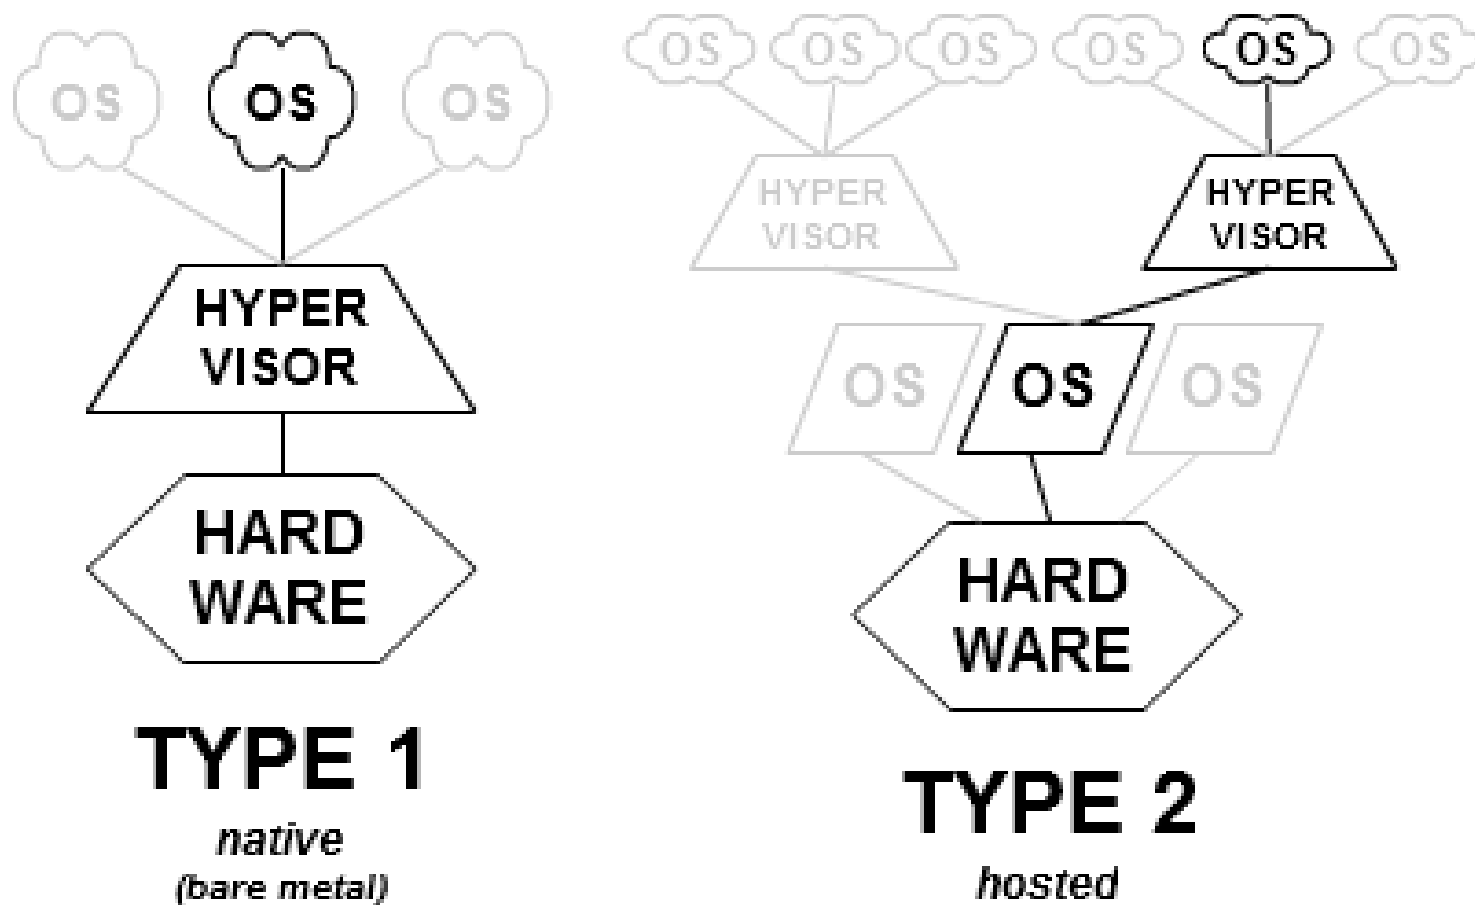 OS OS OS
HYPER
VISOR
HARD
WARE
TYPE 1
native
(bare metal)
OS OS OS OS OS OS
HYPER HYPER
VISOR VISOR
OS OS OS
HARD
WARE
TYPE 2
hosted